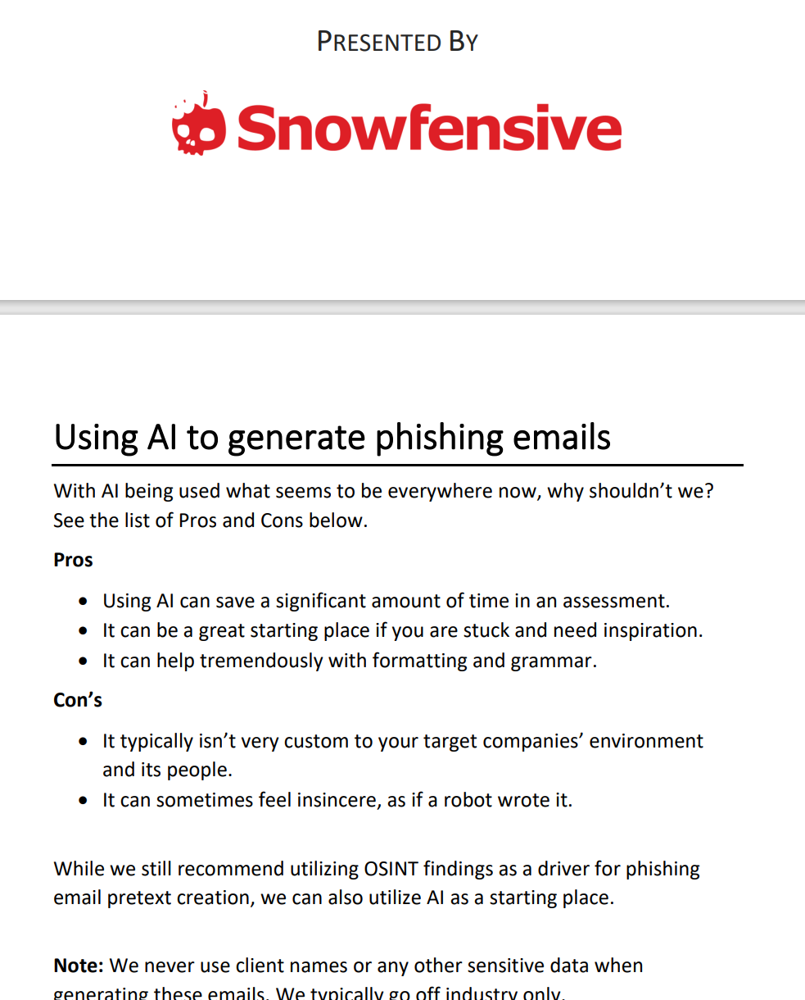 PRESENTED BY
Snowfensive
Using AI to generate phishing emails
With AI being used what seems to be everywhere now, why shouldn’t we?
See the list of Pros and Cons below.
Pros
• Using AI can save a significant amount of time in an assessment.
• It can be a great starting place if you are stuck and need inspiration.
• It can help tremendously with formatting and grammar.
Con’s
• It typically isn’t very custom to your target companies’ environment
and its people.
• It can sometimes feel insincere, as if a robot wrote it.
While we still recommend utilizing OSINT findings as a driver for phishing
email pretext creation, we can also utilize AI as a starting place.
Note: We never use client names or any other sensitive data when
generating these emails. We typically go off industry only.